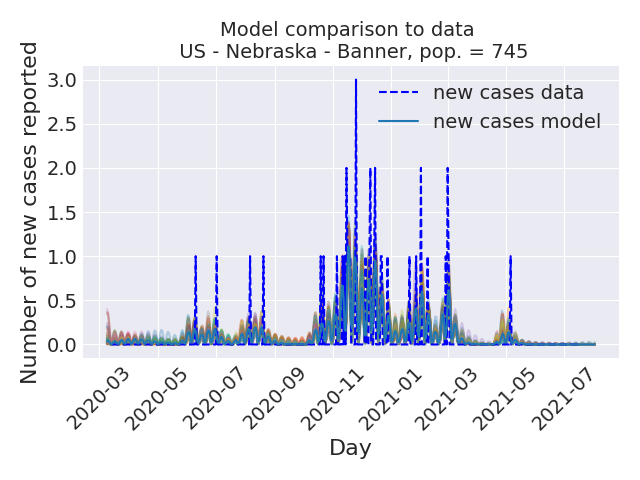 Model comparison to data
US - Nebraska - Banner, pop. = 745
Number of new cases reported
3.0
2.5
2.0
1.5
1.0
0.5
0.0
new cases data
new cases model
2020-03
2020-05
2020-07
2020-09
2020-11
2021-01
2021-03
2021-05
2021-07
Day